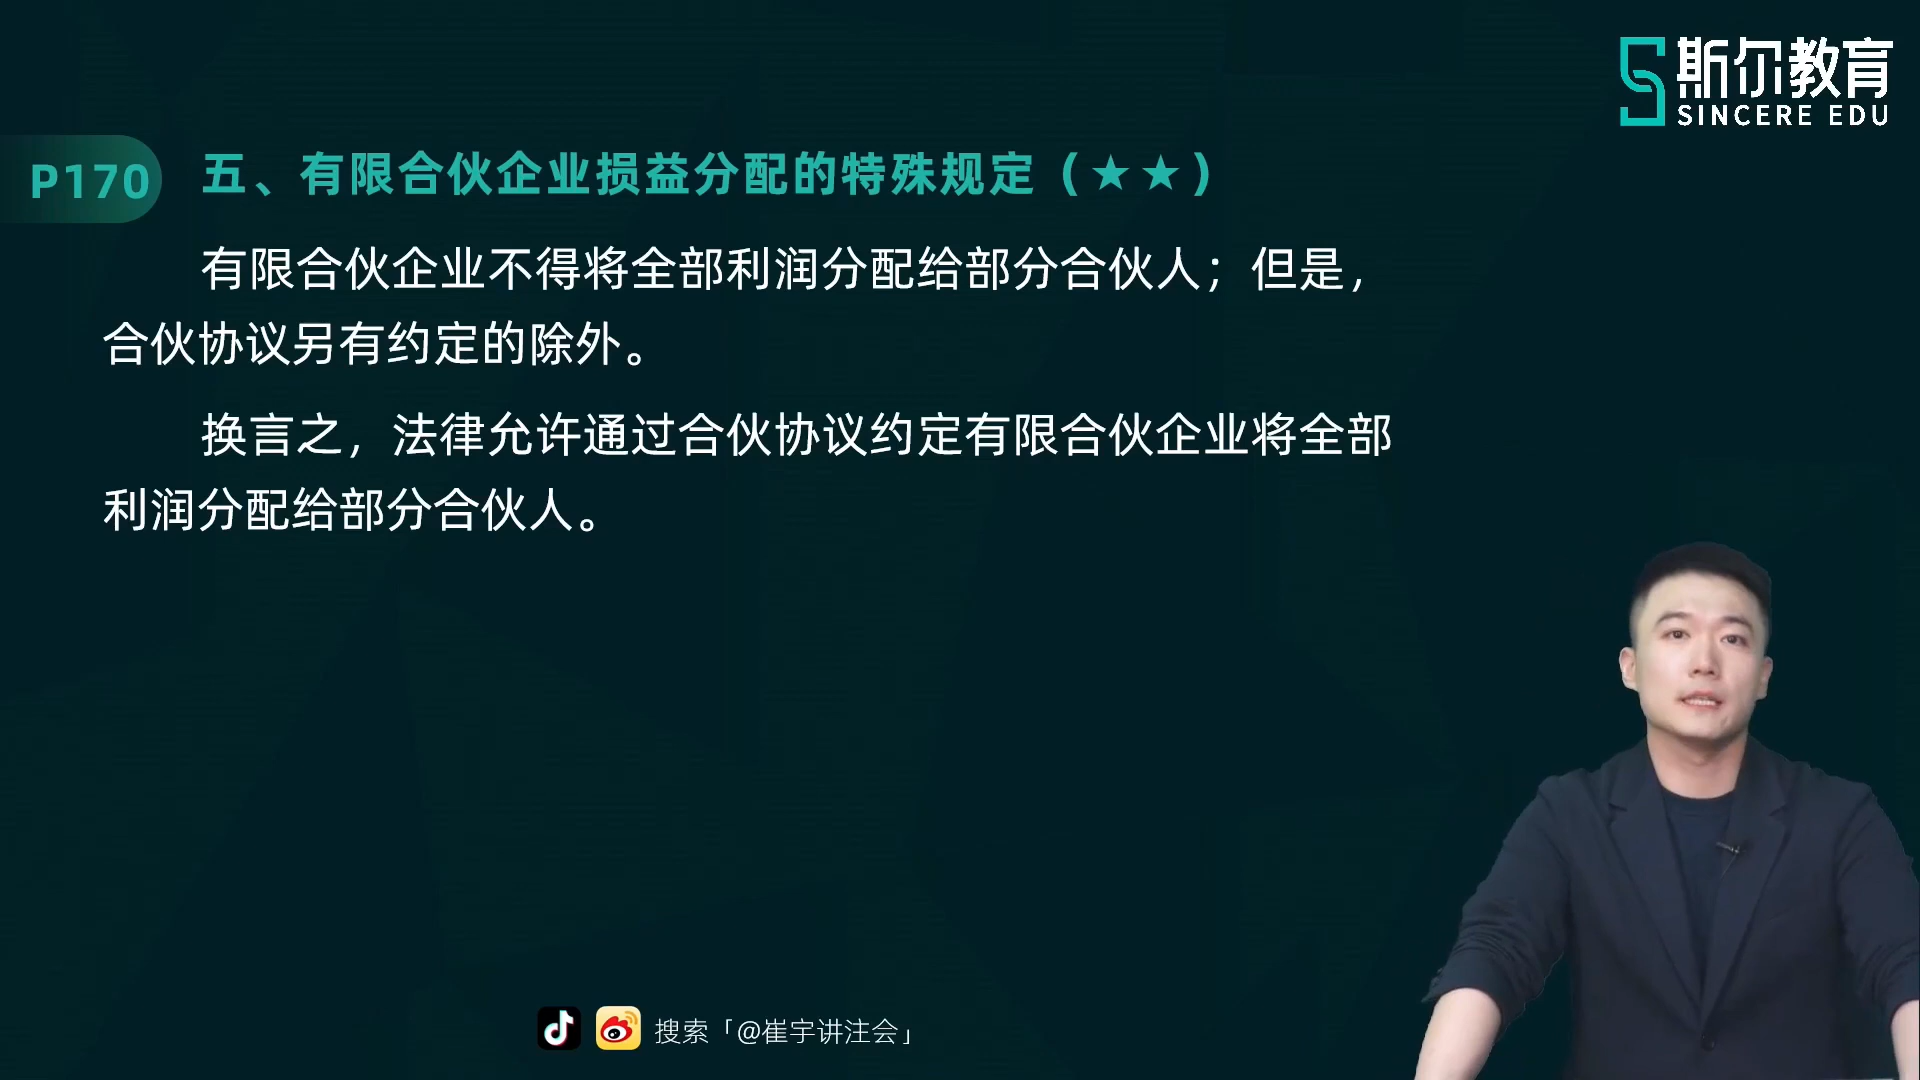 斯尔教育
SINCERE EDU
P170
五、有限合伙企业损益分配的特殊规定（★★）
有限合伙企业不得将全部利润分配给部分合伙人；但是，
合伙协议另有约定的除外。
换言之，法律允许通过合伙协议约定有限合伙企业将全部
利润分配给部分合伙人。
搜索「@崔宇讲注会」